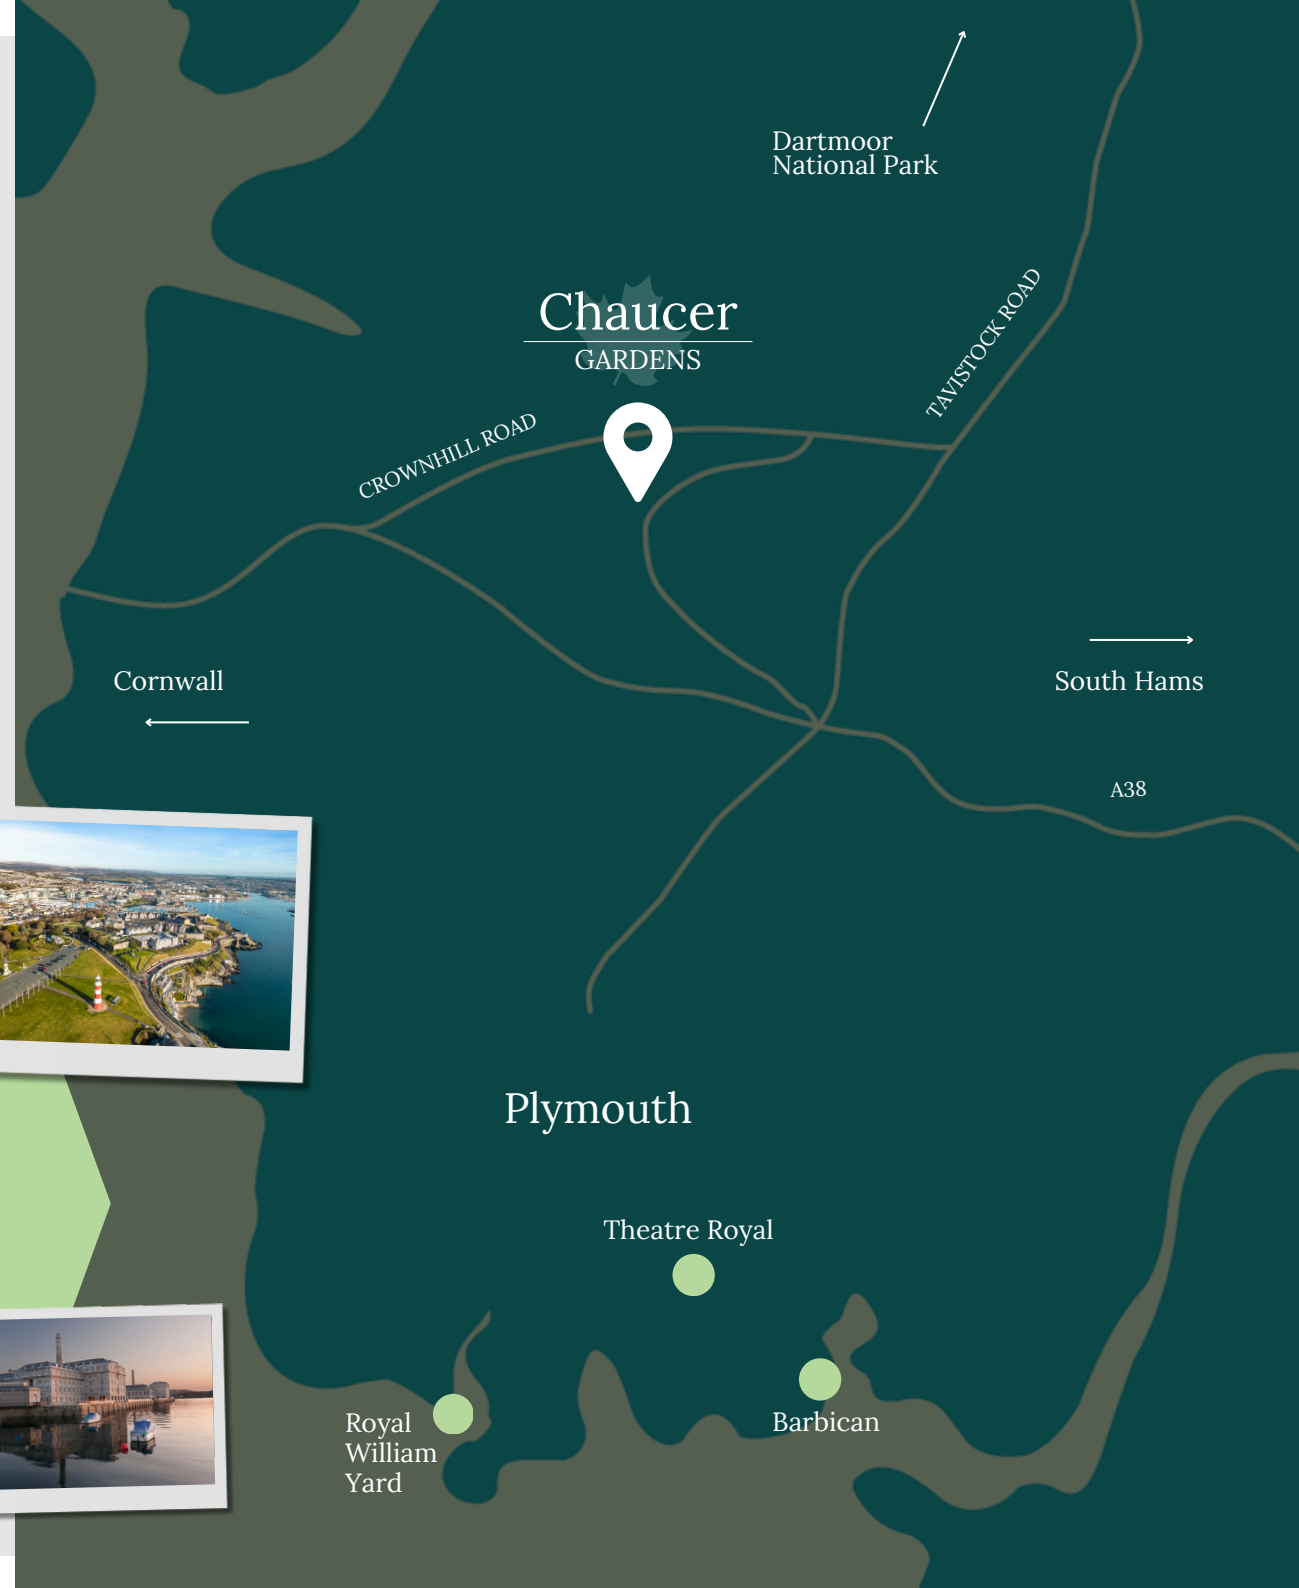 Dartmoor
National Park
Chaucer
GARDENS
TAVISTOCK ROAD
CROWNHILL ROAD
Cornwall
South Hams
A38
Plymouth
Theatre Royal
Royal
William
Yard
Barbican